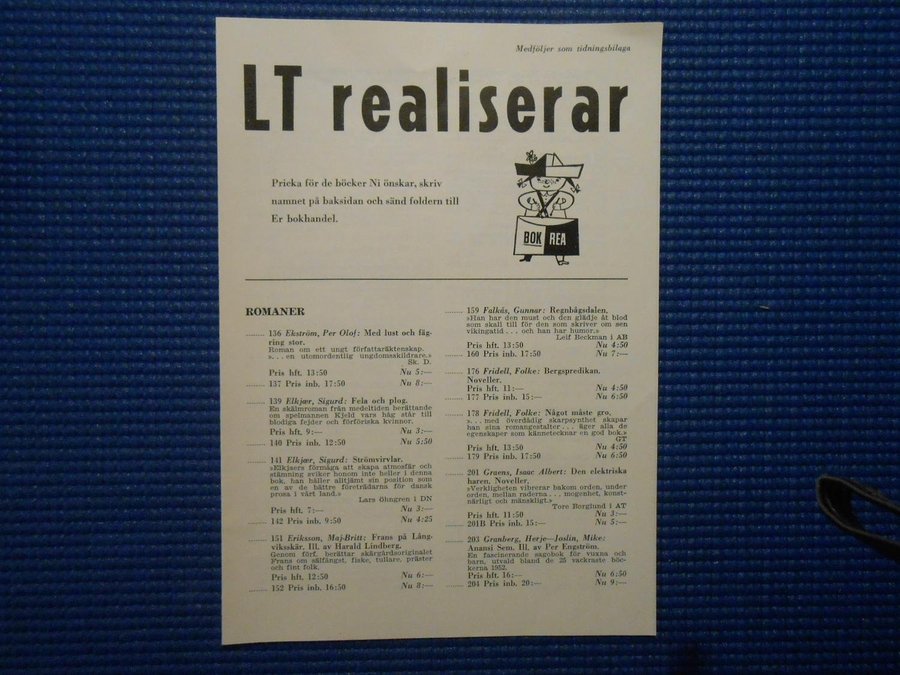 Medföljer som tidningsbilaga
LT realiserar
Pricka för de böcker Ni önskar, skriv
namnet på baksidan och sänd foldern till
Er bokhandel.
BOK REA
ROMANER
......... 136 Ekström, Per Olof: Med lust och fäg-
ring stor.
Roman om ett ungt författaräktenskap.
»... en utomordentlig ungdomsskildrare.»
Sk. D.
Pris hft. 13:50 Nu 5:—
......... 137 Pris inb. 17:50 Nu 8:—
......... 139 Elkjær, Sigurd: Fela och plog.
En skälmroman från medeltiden berättande
om spelmannen Kjeld vars håg står till
blodiga fejder och förföriska kvinnor.
Pris hft. 9:— Nu 3:—
......... 140 Pris inb. 12:50 Nu 5:50
......... 141 Elkjær, Sigurd: Strömvirvlar.
»Elkjaers förmåga att skapa atmosfär och
stämning sviker honom inte heller i denna
bok, han håller alltjämt sin position som
en av de bättre företrädarna för dansk
prosa i vårt land.»
Lars öhngren i DN
Pris hft. 7:— Nu 3:—
......... 142 Pris inb. 9:50 Nu 4:25
......... 151 Eriksson, Maj-Britt: Frans på Lång-
viksskär. Ill. av Harald Lindberg.
Genom förf. berättar skärgårdsoriginalet
Frans om sälfångst, fiske, tullare, präster
och fint folk.
Pris hft. 12:50 Nu 6:—
......... 152 Pris inb. 16:50 Nu 8:—
......... 159 Falkås, Gunnar: Regnbågsdalen.
»Han har den must och den glädje åt blod
som skall till för den som skriver om sen
vikingatid... och han har humor.»
Leif Beckman i AB
Pris hft. 13:50 Nu 4:50
......... 160 Pris inb. 17:50 Nu 7:—
......... 176 Fridell, Folke: Bergspredikan.
Noveller.
Pris hft. 11:— Nu 4:50
......... 177 Pris inb. 15:— Nu 6:50
......... 178 Fridell, Folke: Något måste gro.
»... med överdådig skarpsynthet skapar
han sina romangestalter... äger alla de
egenskaper som kännetecknar en god bok.»
GT
Pris hft. 13:50 Nu 4:50
......... 179 Pris inb. 17:50 Nu 6:50
......... 201 Graens, Isaac Albert: Den elektriska
haren. Noveller.
»Verkligheten vibrerar bakom orden, under
orden, mellan raderna... mogenhet, konst-
närligt och mänskligt.»
Tore Borglund i AT
Pris hft. 11:50 Nu 3:—
......... 201B Pris inb. 15:— Nu 5:—
......... 203 Granberg, Herje—Joslin, Mike:
Anansi Sem. Ill. av Per Engström.
En fascinerande sagobok för vuxna och
barn, utvald bland de 25 vackraste böc-
kerna 1952.
Pris hft. 16:— Nu 6:50
......... 204 Pris inb. 20:— Nu 9:—